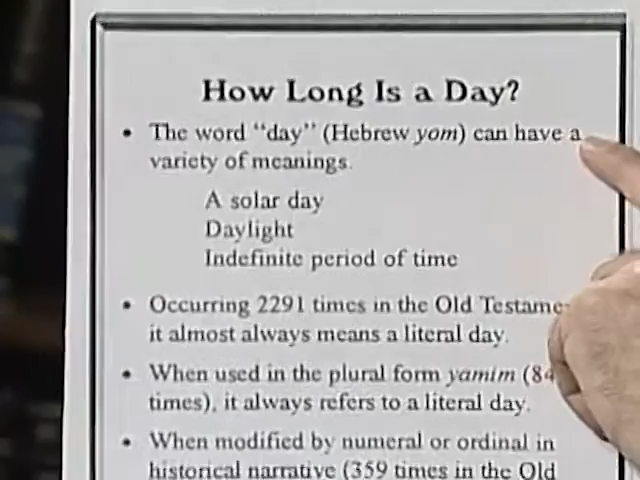 How Long Is a Day?
• The word "day" (Hebrew yom) can have a
variety of meanings.
A solar day
Daylight
Indefinite period of time
• Occurring 2291 times in the Old
it almost always means a literal day.
• When used in the plural form yamim
times), it always refers to a literal day.
• When modified by numeral or ordinal in
historical narrative (359 times in the Old